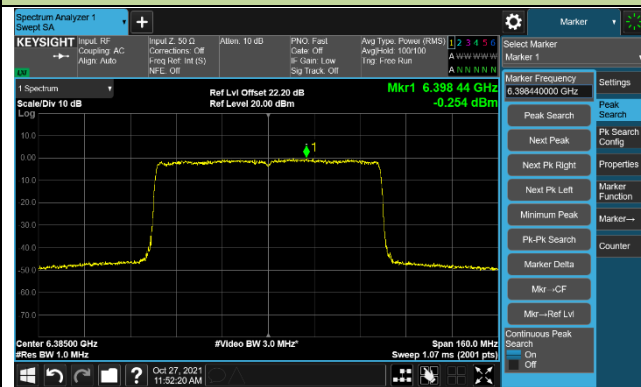 Spectrum Analyzer 1
Swept SA
+
Marker
KEYSIGHT
Input: RF
Coupling: AC
Align: Auto
Input Z: 50 Ω
Corrections: Off
Freq Ref: Int (S)
NFE: Off
Atten: 10 dB
PNO: Fast
Gate: Off
IF Gain: Low
Sig Track: Off
Avg Type: Power (RMS)
Avg|Hold: 100/100
Trig: Free Run
1 2 3 4 5 6
A W W W W W
A N N N N N
LXI
Select Marker
Marker 1
1 Spectrum
Scale/Div 10 dB
Log
Ref Lvl Offset 22.20 dB
Ref Level 20.00 dBm
Mkr1 6.398 44 GHz
-0.254 dBm
10.0
0.00
10.0
20.0
30.0
40.0
50.0
60.0
70.0
1
Center 6.38500 GHz
#Res BW 1.0 MHz
#Video BW 3.0 MHz*
Span 160.0 MHz
Sweep 1.07 ms (2001 pts)
Marker Frequency
6.398440000 GHz
Peak Search
Next Peak
Next Pk Right
Next Pk Left
Minimum Peak
Pk-Pk Search
Marker Delta
Mkr→CF
Mkr→Ref Lvl
Continuous Peak
Search
On
Off
Settings
Peak
Search
Pk Search
Config
Properties
Marker
Function
Marker→
Counter
?
Oct 27, 2021
11:52:20 AM